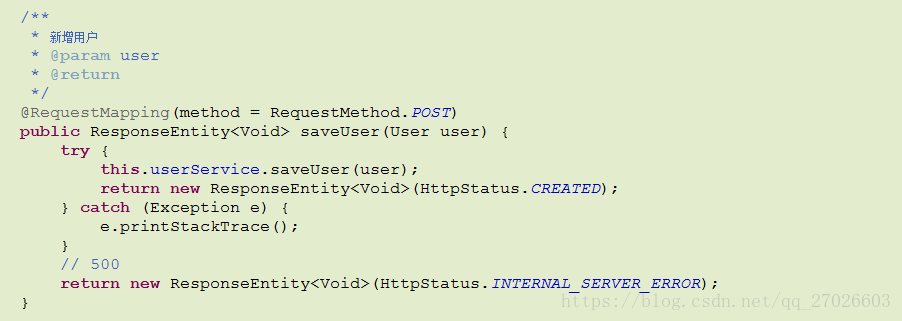 /**
 * 新增用户
 * @param user
 * @return
 */
@RequestMapping(method = RequestMethod.POST)
public ResponseEntity<Void> saveUser(User user) {
    try {
        this.userService.saveUser(user);
        return new ResponseEntity<Void>(HttpStatus.CREATED);
    } catch (Exception e) {
        e.printStackTrace();
    }
    // 500
    return new ResponseEntity<Void>(HttpStatus.INTERNAL_SERVER_ERROR);
}
https://blog.csdn.net/qq_27026603